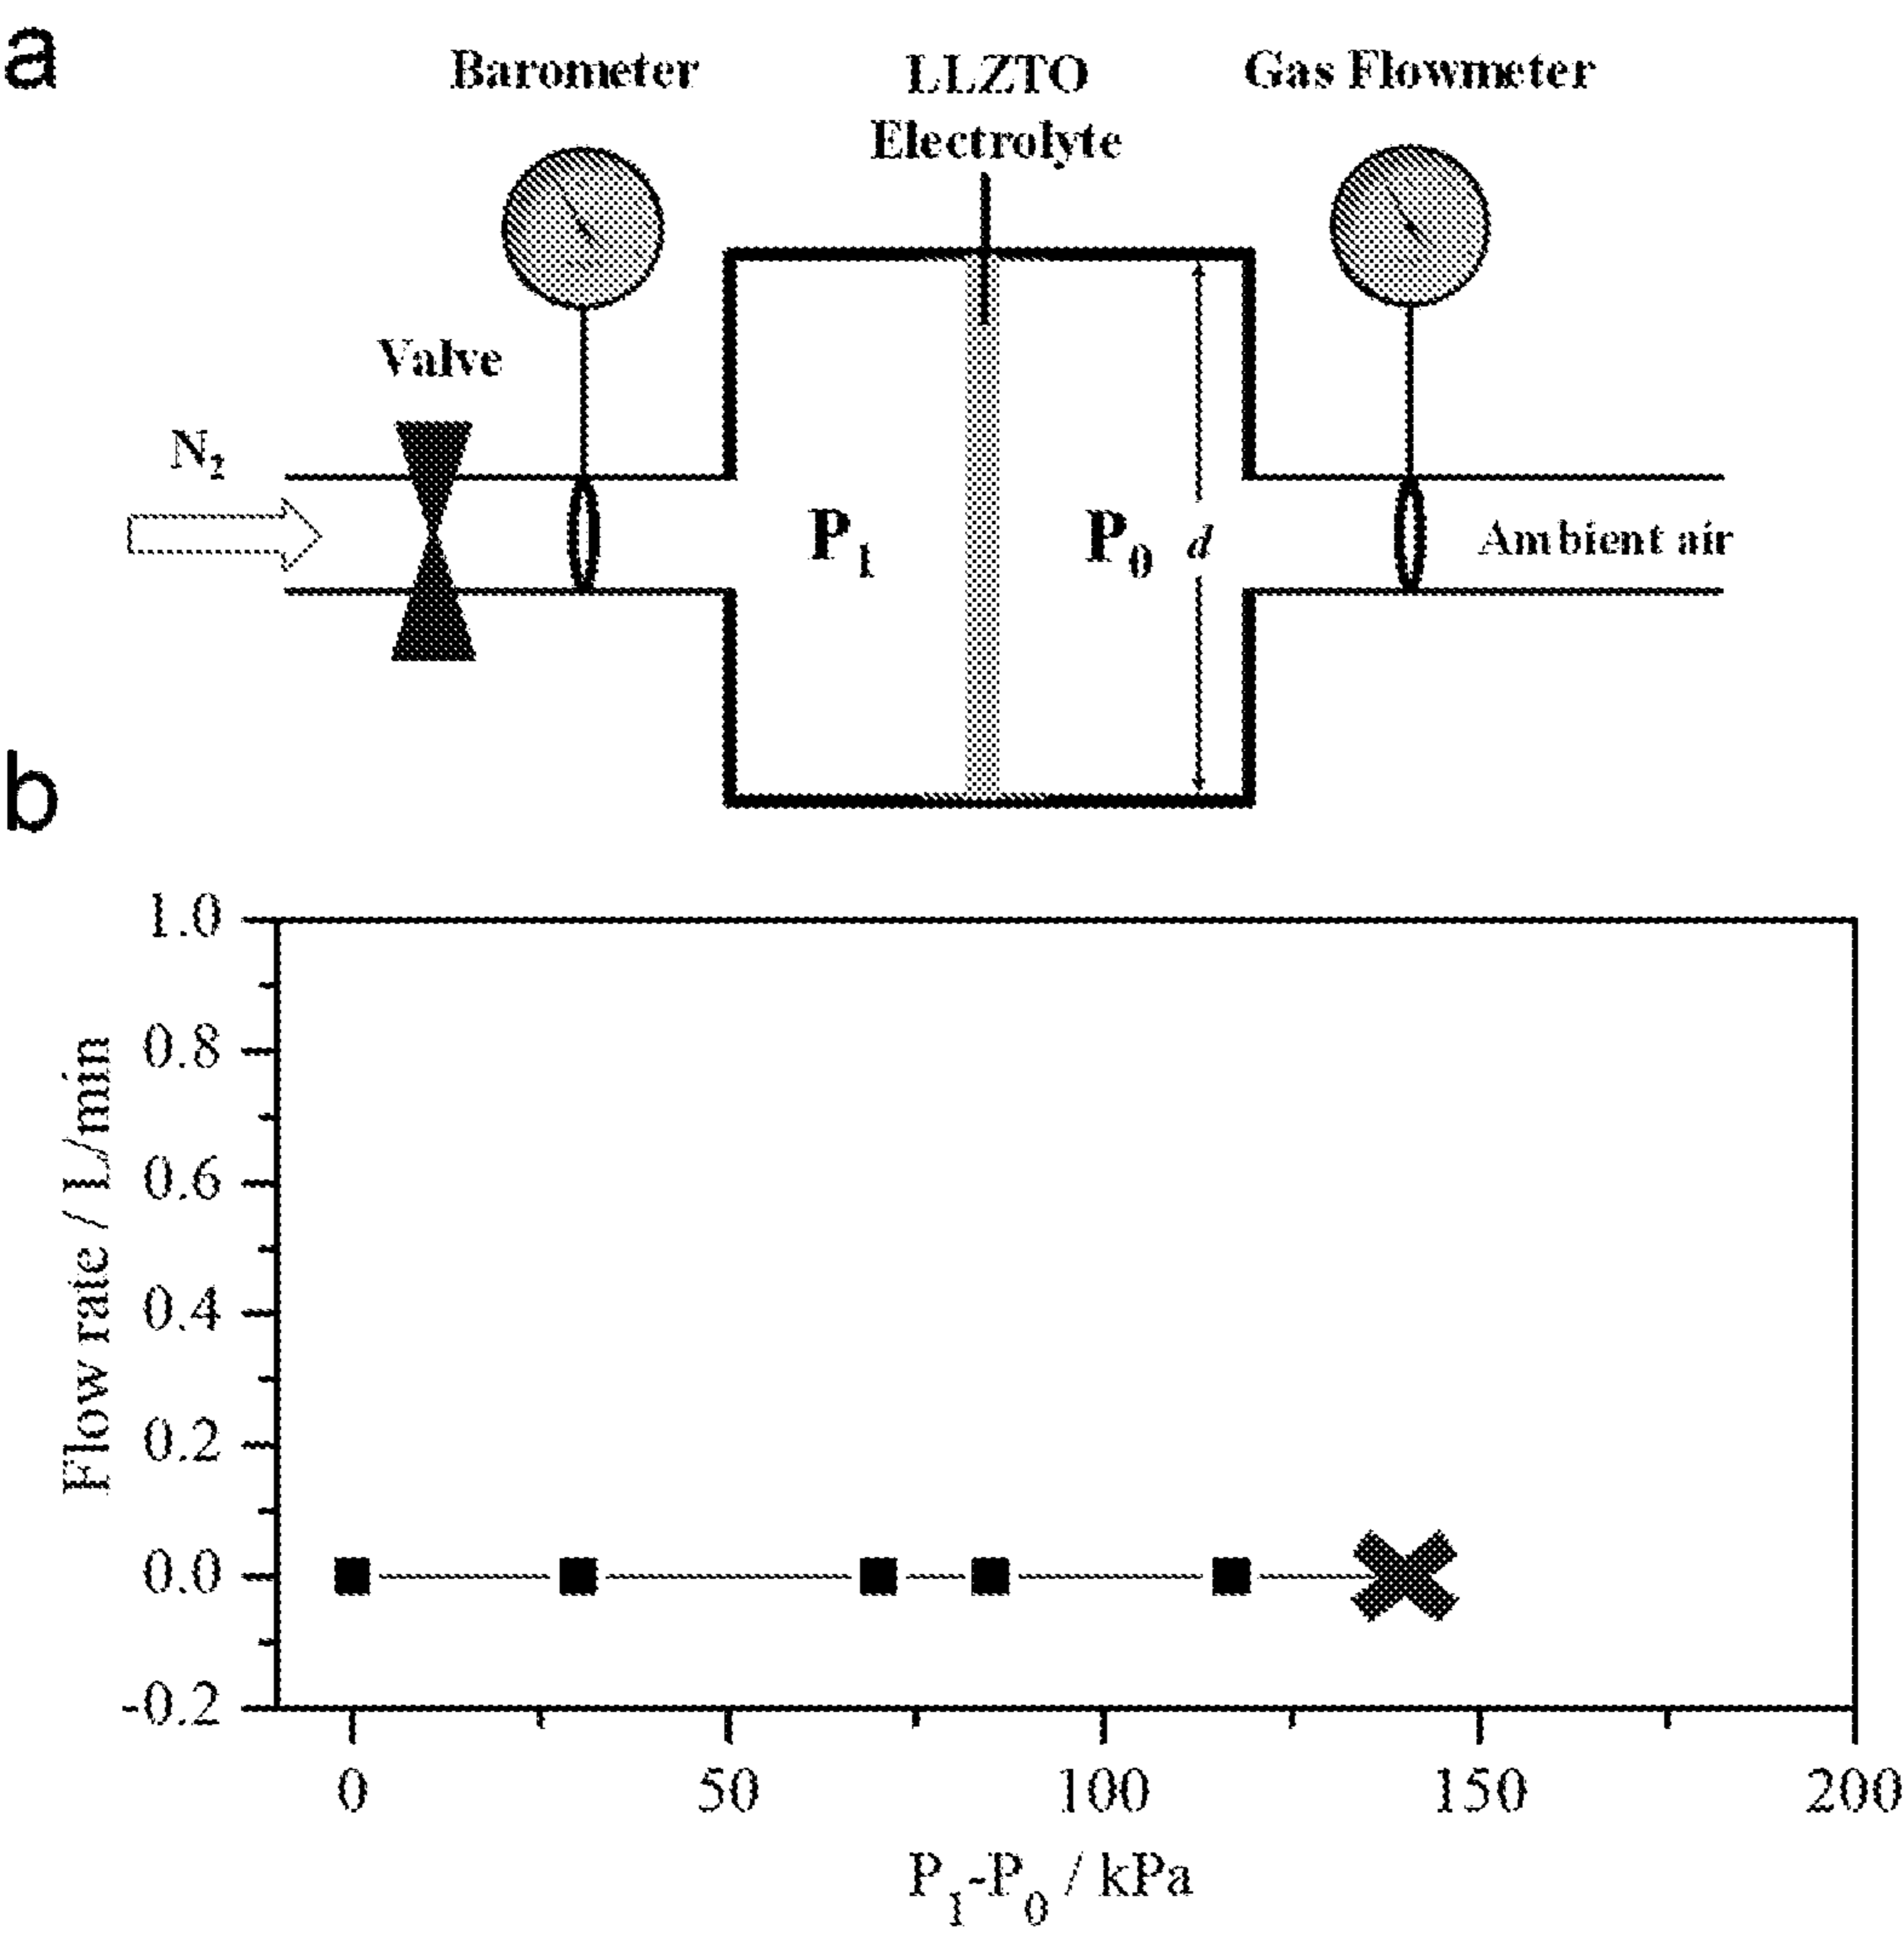 a
Barometer
LLZTO
Electrolyte
Gas Flowmeter
Valve
N₂
P₁
P₀
d
Ambient air
b
1.0
0.8
0.6
0.4
0.2
0.0
-0.2
Flow rate / L/min
0 50 100 150 200
P₁-P₀ / kPa